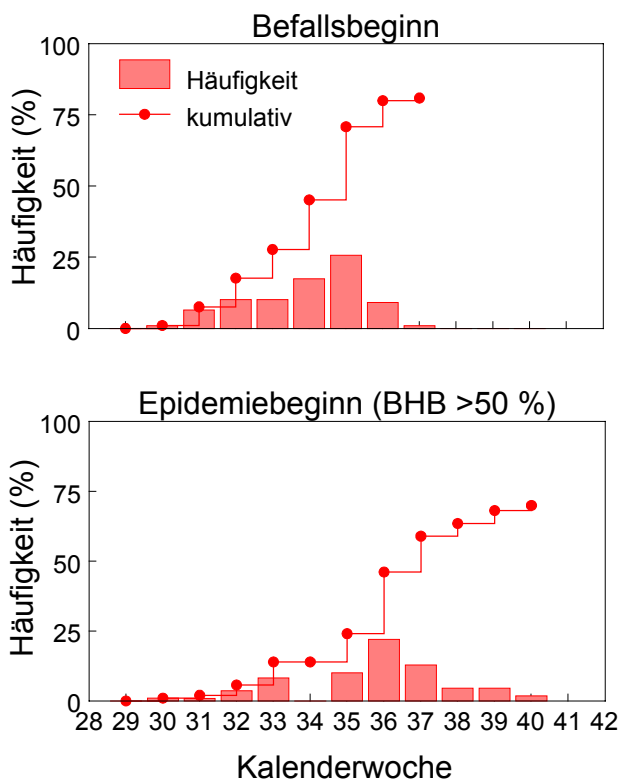 Befallsbeginn
100
75
50
25
0
Häufigkeit (%)
Häufigkeit
kumulativ
Epidemiebeginn (BHB >50 %)
100
75
50
25
0
Häufigkeit (%)
28 29 30 31 32 33 34 35 36 37 38 39 40 41 42
Kalenderwoche